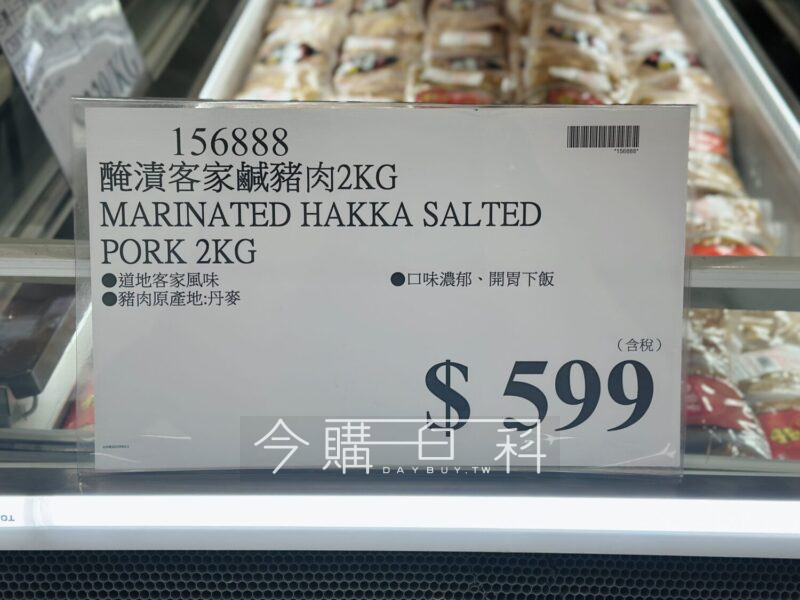 156888
醃漬客家鹹豬肉2KG
MARINATED HAKKA SALTED
PORK 2KG
●道地客家風味
●口味濃郁、開胃下飯
●豬肉原產地:丹麥
*156888*
(含稅)
$ 599
今購百科
DAYBUY.TW